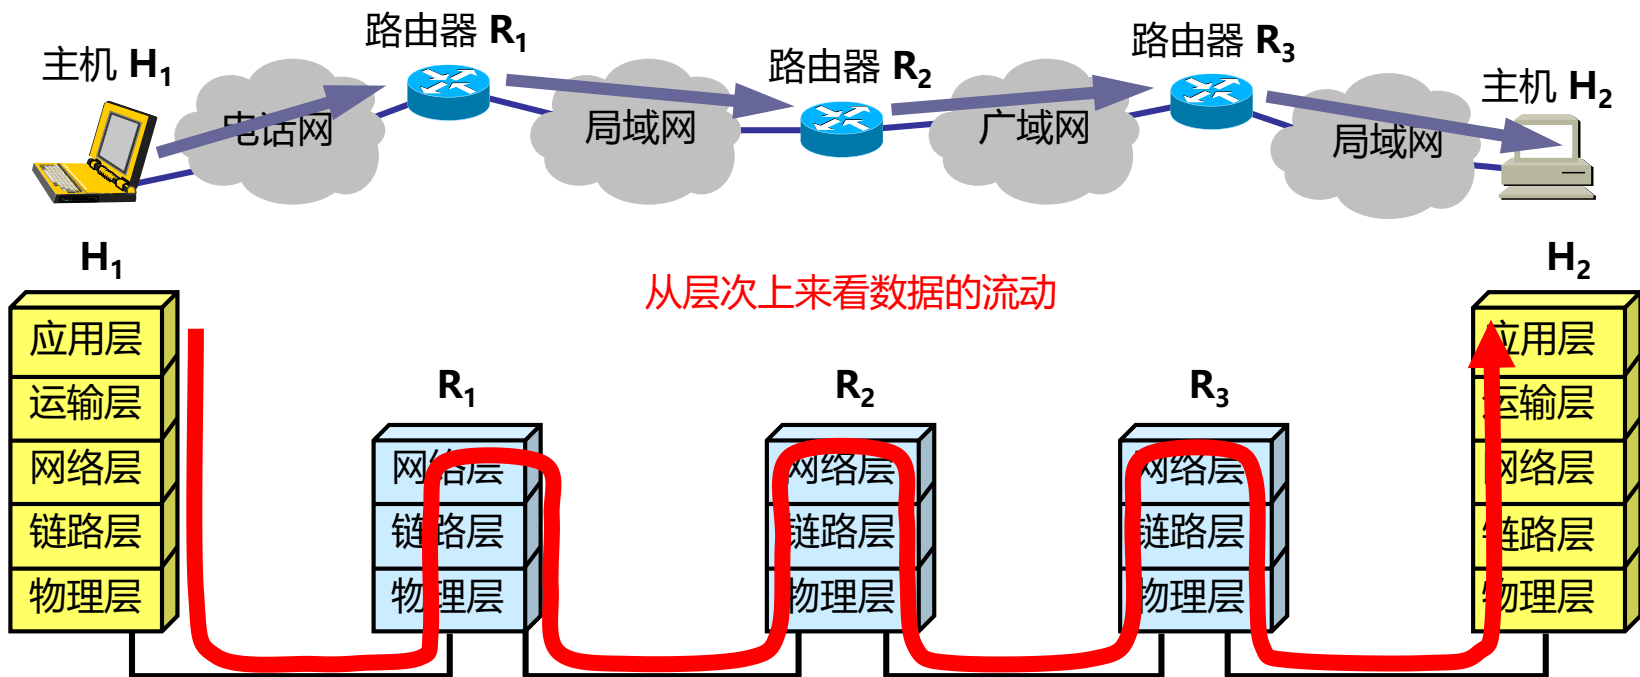 主机 H1
路由器 R1
路由器 R2
路由器 R3
主机 H2
电话网
局域网
广域网
局域网
H1
从层次上来看数据的流动
H2
应用层
运输层
网络层
链路层
物理层
R1
网络层
链路层
物理层
R2
网络层
链路层
物理层
R3
网络层
链路层
物理层
应用层
运输层
网络层
链路层
物理层